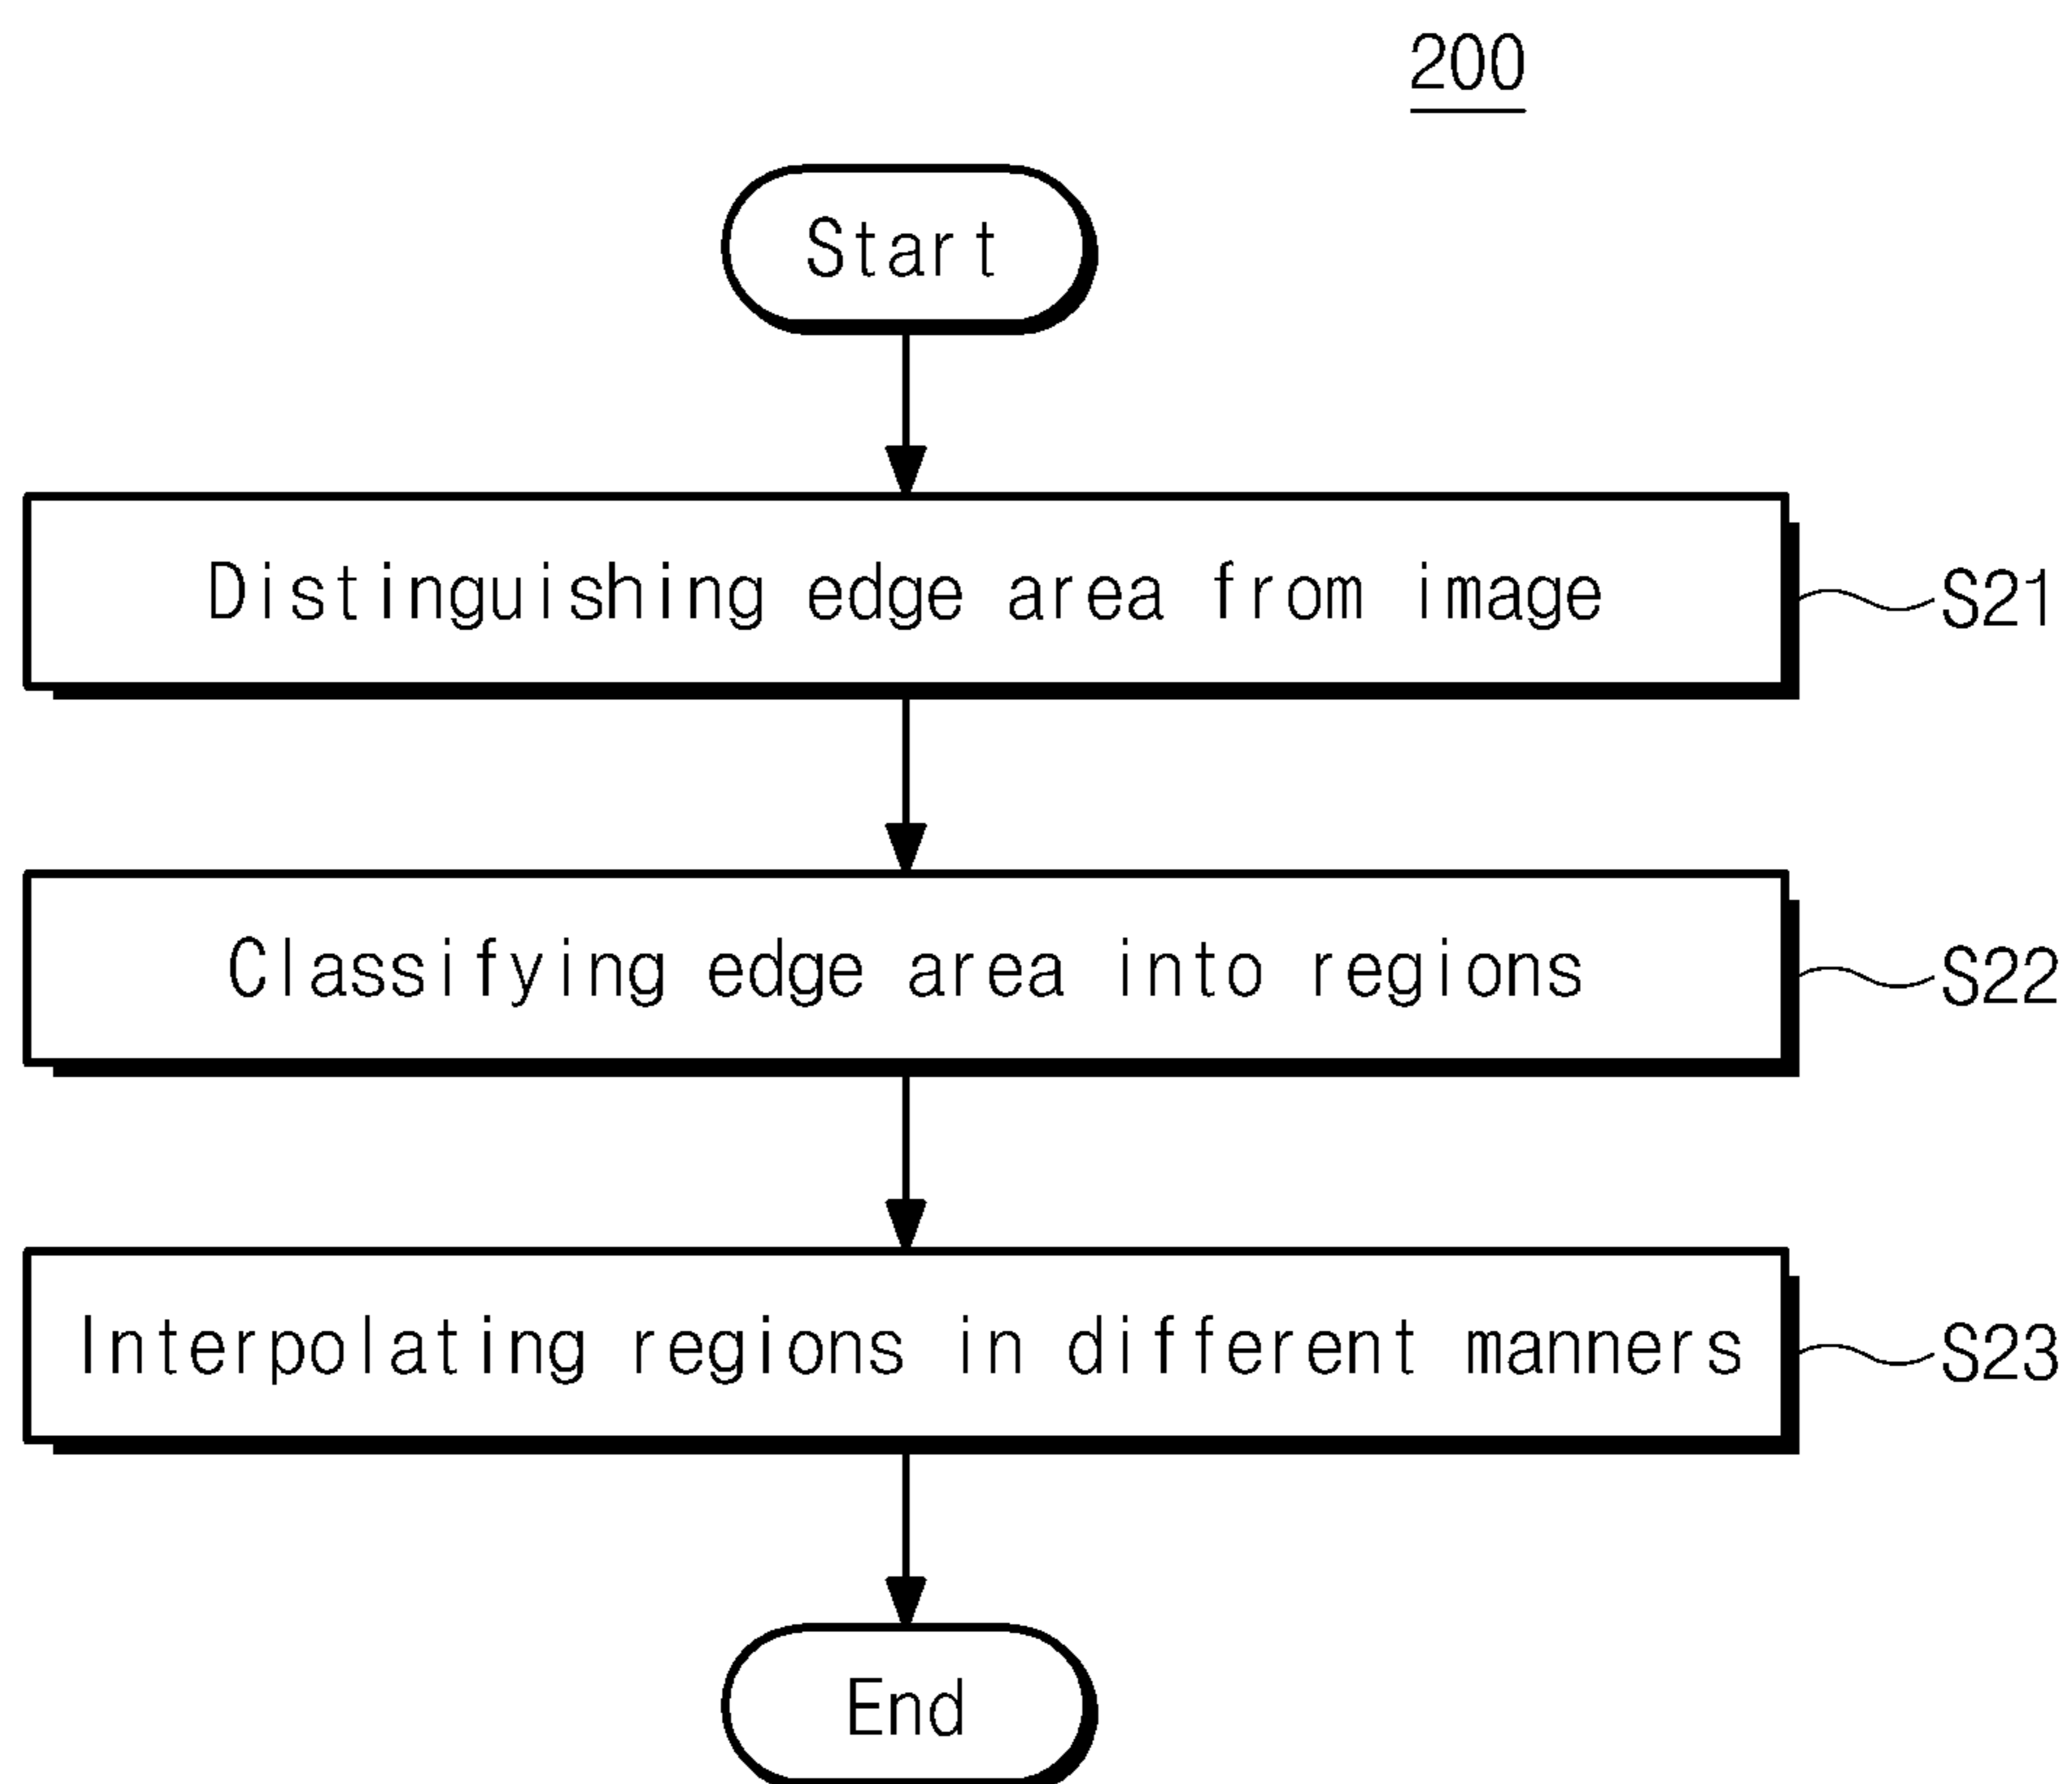 200
Start
Distinguishing edge area from image
S21
Classifying edge area into regions
S22
Interpolating regions in different manners
S23
End